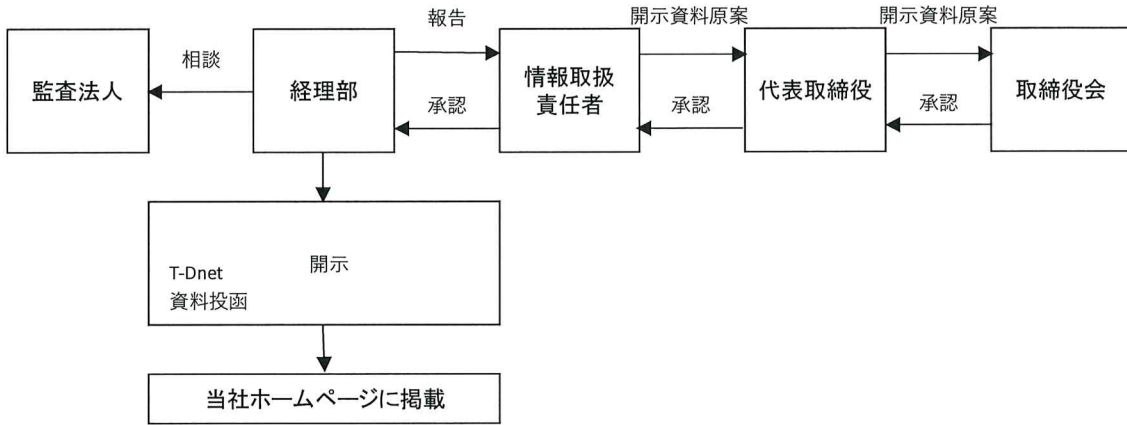 報告
開示資料原案
開示資料原案
相談
監査法人
経理部
情報取扱
責任者
代表取締役
取締役会
承認
承認
承認
開示
T-Dnet
資料投函
当社ホームページに掲載